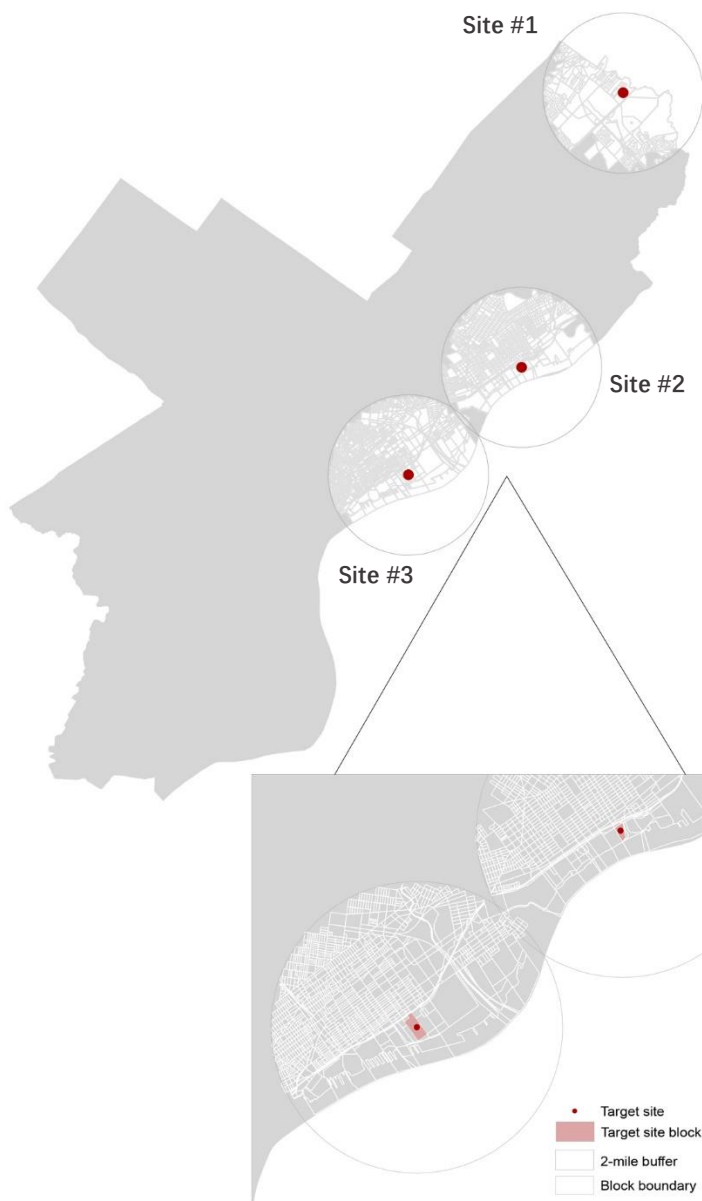 Site #1
Site #2
Site #3
Target site
Target site block
2-mile buffer
Block boundary